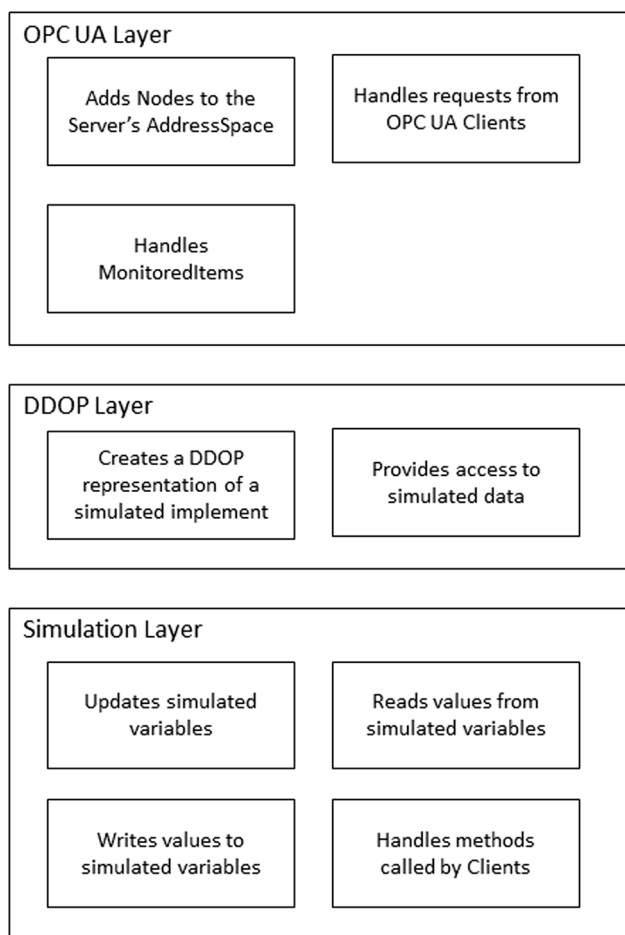 OPC UA Layer
Adds Nodes to the
Server's AddressSpace
Handles requests from
OPC UA Clients
Handles
MonitoredItems
DDOP Layer
Creates a DDOP
representation of a
simulated implement
Provides access to
simulated data
Simulation Layer
Updates simulated
variables
Reads values from
simulated variables
Writes values to
simulated variables
Handles methods
called by Clients